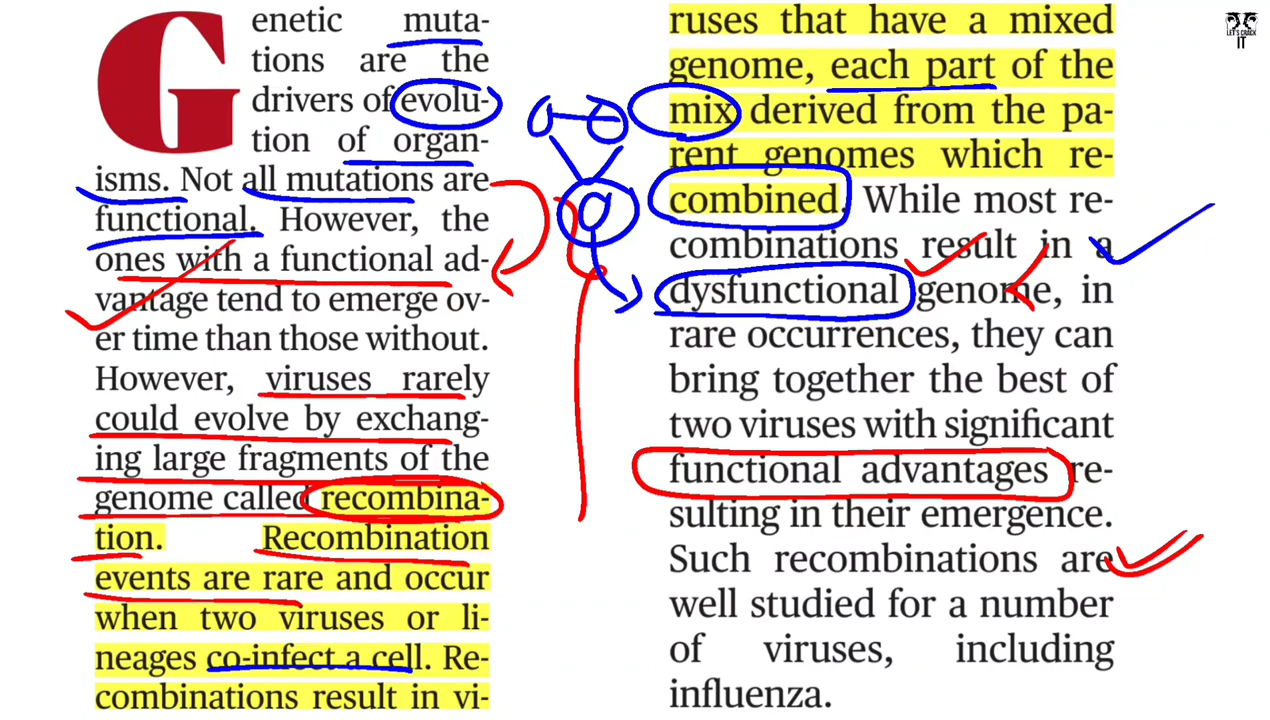 Genetic muta-
tions are the
drivers of evolu-
tion of organ-
isms. Not all mutations are
functional. However, the
ones with a functional ad-
vantage tend to emerge ov-
er time than those without.
However, viruses rarely
could evolve by exchang-
ing large fragments of the
genome called recombina-
tion. Recombination
events are rare and occur
when two viruses or li-
neages co-infect a cell. Re-
combinations result in vi-
ruses that have a mixed
genome, each part of the
mix derived from the pa-
rent genomes which re-
combined. While most re-
combinations result in a
dysfunctional genome, in
rare occurrences, they can
bring together the best of
two viruses with significant
functional advantages re-
sulting in their emergence.
Such recombinations are
well studied for a number
of viruses, including
influenza.
LET'S CRACK
IT